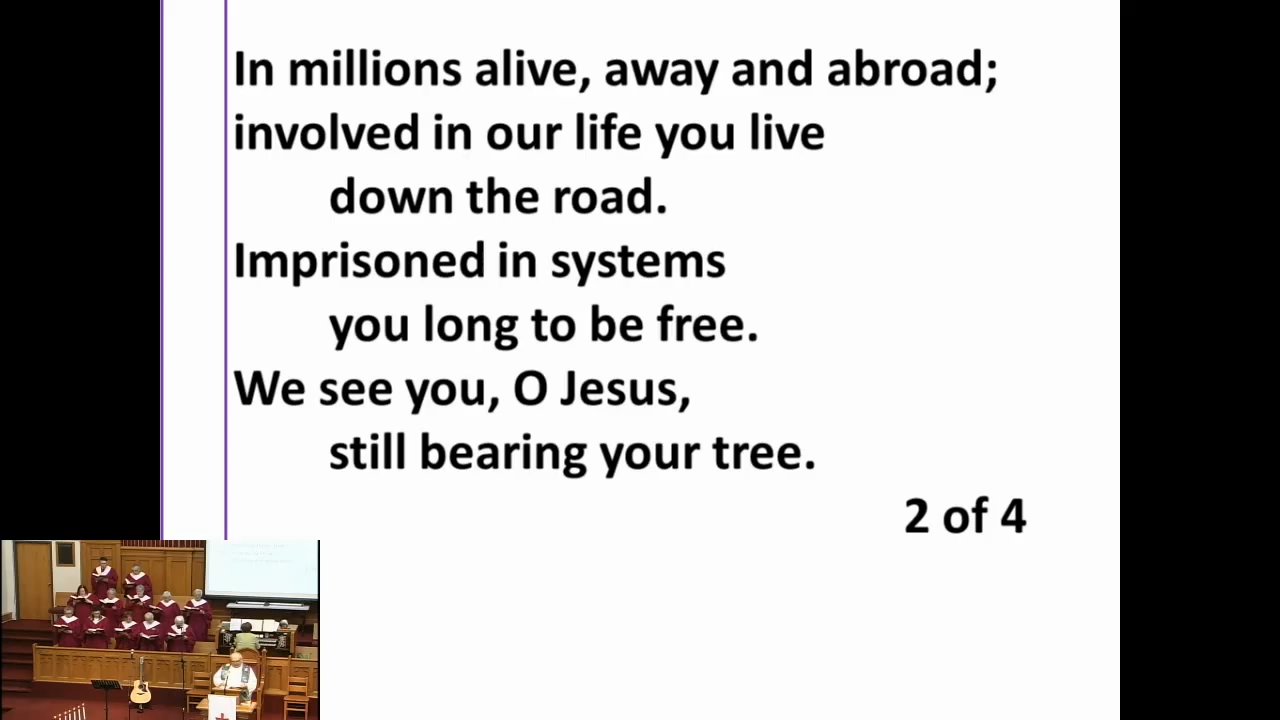 In millions alive, away and abroad;
involved in our life you live
down the road.
Imprisoned in systems
you long to be free.
We see you, O Jesus,
still bearing your tree.
2 of 4